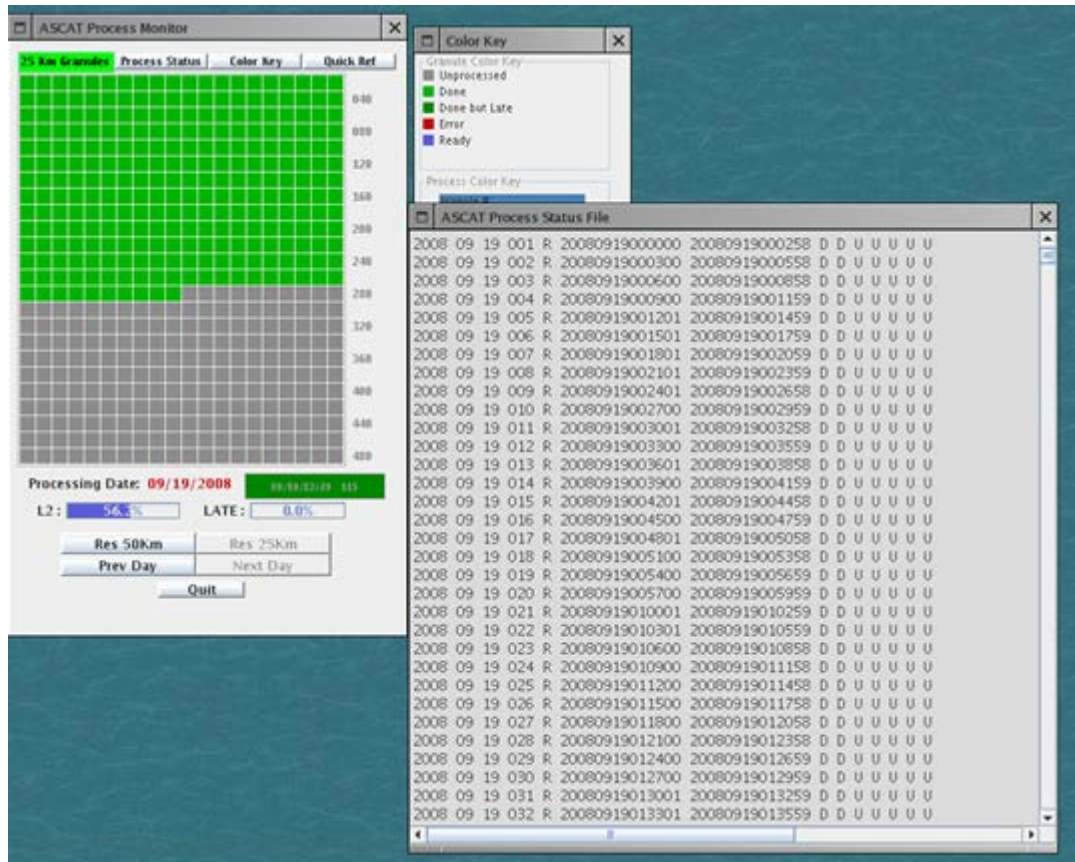 ASCAT Process Monitor
25 Km Granules Process Status Color Key Quick Ref
040
080
120
160
200
240
280
320
360
400
440
480
Processing Date: 09/19/2008
L2: LATE: 0.0%
Res 50Km Res 25Km
Prev Day Next Day
Quit
Color Key
Granule Color Key
Unprocessed
Done
Done but Late
Error
Ready
Process Color Key
ASCAT Process Status File
2008 09 19 001 R 20080919000000 20080919000258 D D U U U U U
2008 09 19 002 R 20080919000300 20080919000558 D D U U U U U
2008 09 19 003 R 20080919000600 20080919000858 D D U U U U U
2008 09 19 004 R 20080919000900 20080919001159 D D U U U U U
2008 09 19 005 R 20080919001201 20080919001459 D D U U U U U
2008 09 19 006 R 20080919001501 20080919001759 D D U U U U U
2008 09 19 007 R 20080919001801 20080919002059 D D U U U U U
2008 09 19 008 R 20080919002101 20080919002359 D D U U U U U
2008 09 19 009 R 20080919002401 20080919002658 D D U U U U U
2008 09 19 010 R 20080919002700 20080919002959 D D U U U U U
2008 09 19 011 R 20080919003001 20080919003258 D D U U U U U
2008 09 19 012 R 20080919003300 20080919003559 D D U U U U U
2008 09 19 013 R 20080919003601 20080919003858 D D U U U U U
2008 09 19 014 R 20080919003900 20080919004159 D D U U U U U
2008 09 19 015 R 20080919004201 20080919004458 D D U U U U U
2008 09 19 016 R 20080919004500 20080919004759 D D U U U U U
2008 09 19 017 R 20080919004801 20080919005058 D D U U U U U
2008 09 19 018 R 20080919005100 20080919005358 D D U U U U U
2008 09 19 019 R 20080919005400 20080919005659 D D U U U U U
2008 09 19 020 R 20080919005700 20080919005959 D D U U U U U
2008 09 19 021 R 20080919010001 20080919010259 D D U U U U U
2008 09 19 022 R 20080919010301 20080919010559 D D U U U U U
2008 09 19 023 R 20080919010600 20080919010858 D D U U U U U
2008 09 19 024 R 20080919010900 20080919011158 D D U U U U U
2008 09 19 025 R 20080919011200 20080919011458 D D U U U U U
2008 09 19 026 R 20080919011500 20080919011758 D D U U U U U
2008 09 19 027 R 20080919011800 20080919012058 D D U U U U U
2008 09 19 028 R 20080919012100 20080919012358 D D U U U U U
2008 09 19 029 R 20080919012400 20080919012659 D D U U U U U
2008 09 19 030 R 20080919012700 20080919012959 D D U U U U U
2008 09 19 031 R 20080919013001 20080919013259 D D U U U U U
2008 09 19 032 R 20080919013301 20080919013559 D D U U U U U